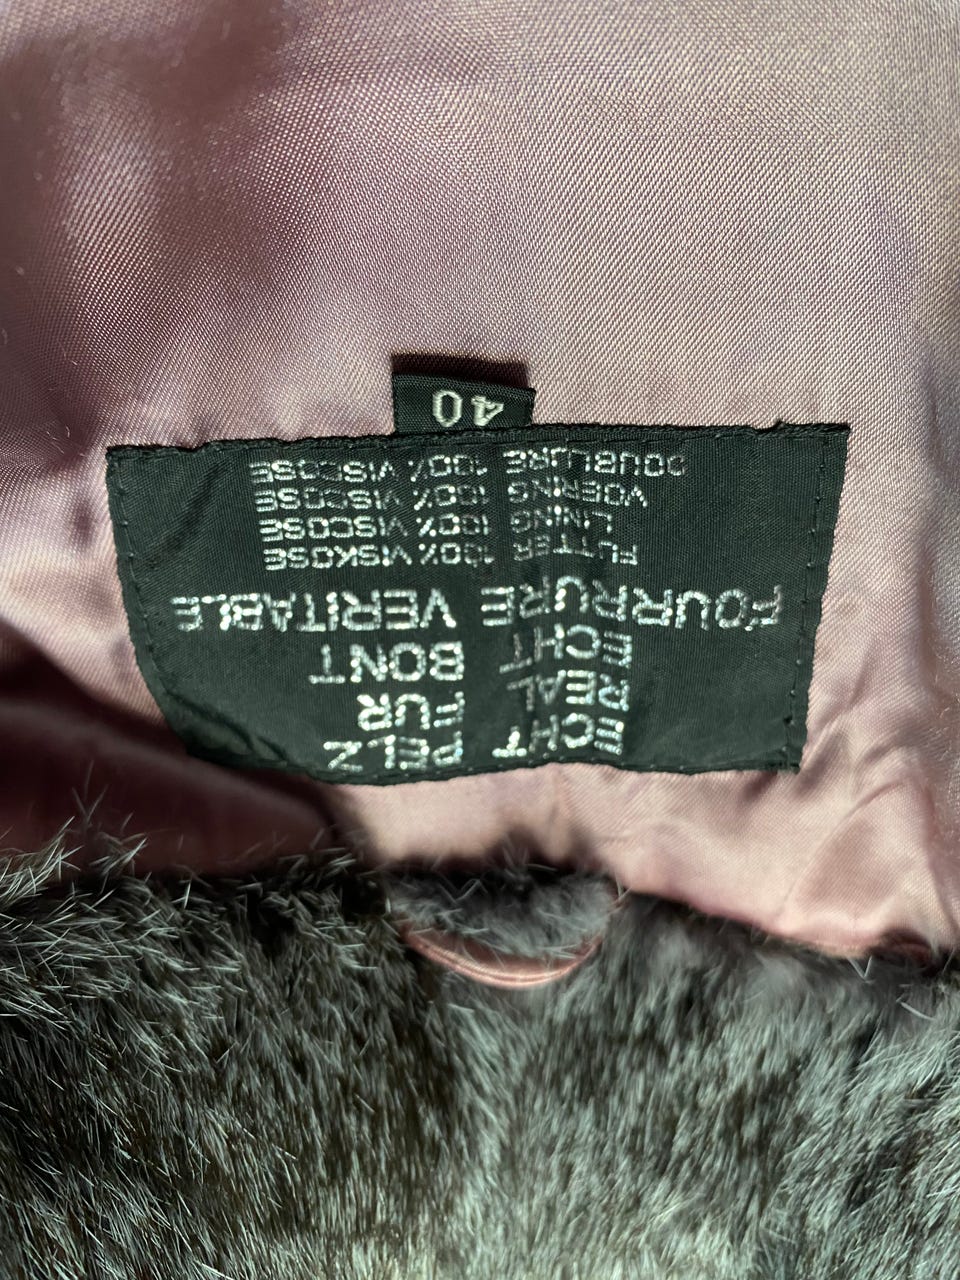 ECHT PELZ
REAL FUR
ECHT BONT
FOURRURE VERITABLE
FUTTER 100% VISKOSE
LINING 100% VISCOSE
VOERING 100% VISCOSE
DOUBLURE 100% VISCOSE
40